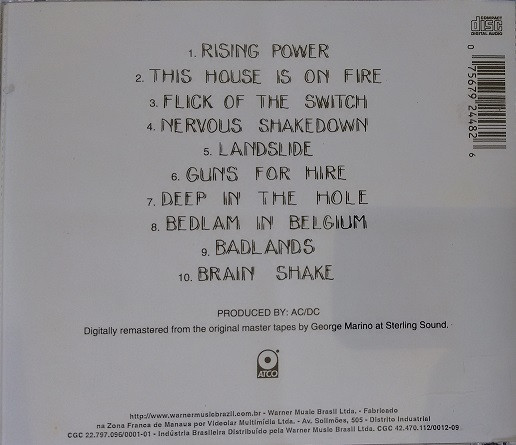 COMPACT
disc
DIGITAL AUDIO
1. RISING POWER
2. THIS HOUSE IS ON FIRE
3. FLICK OF THE SWITCH
4. NERVOUS SHAKEDOWN
5. LANDSLIDE
6. GUNS FOR HIRE
7. DEEP IN THE HOLE
8. BEDLAM IN BELGIUM
9. BADLANDS
10. BRAIN SHAKE
0 75679 24482 6
PRODUCED BY: AC/DC
Digitally remastered from the original master tapes by George Marino at Sterling Sound.
ATCO
http://www.warnermusicbrazil.com.br - Warner Music Brasil Ltda. - Fabricado
na Zona Franca de Manaus por Videolar Multimídia Ltda. - Av. Solimões, 505 - Distrito Industrial
CGC 22.797.096/0001-01 - Indústria Brasileira Distribuído pela Warner Music Brasil Ltda. CGC 42.470.112/0012-09